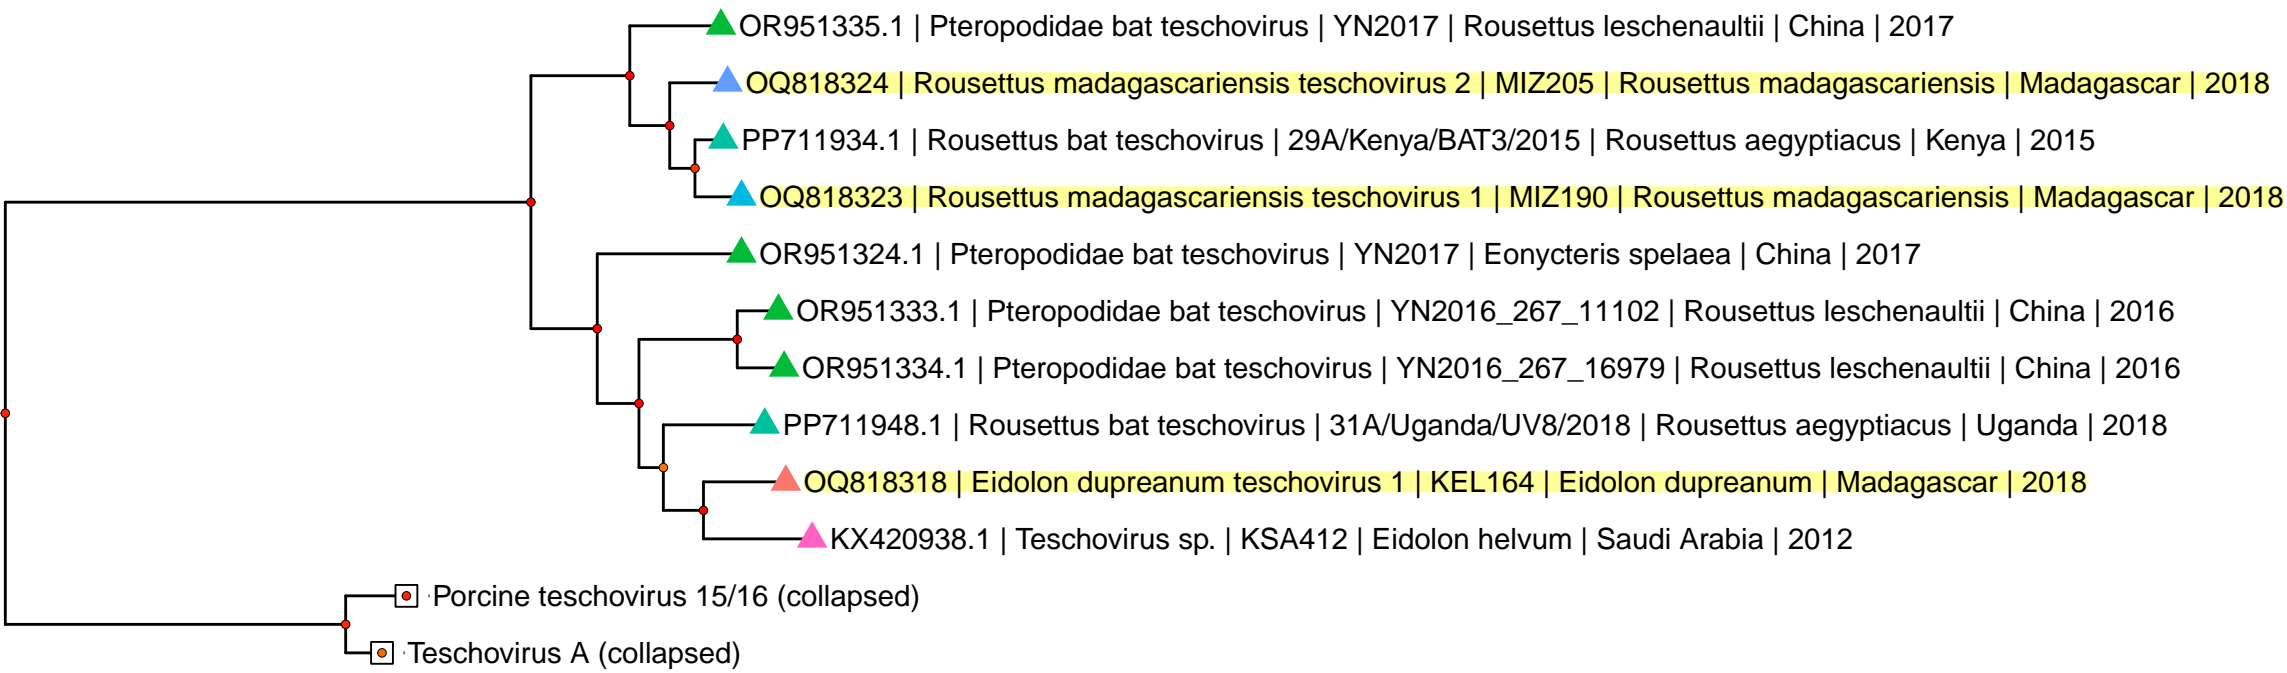 OR951335.1 | Pteropodidae bat teschovirus | YN2017 | Rousettus leschenaultii | China | 2017
OQ818324 | Rousettus madagascariensis teschovirus 2 | MIZ205 | Rousettus madagascariensis | Madagascar | 2018
PP711934.1 | Rousettus bat teschovirus | 29A/Kenya/BAT3/2015 | Rousettus aegyptiacus | Kenya | 2015
OQ818323 | Rousettus madagascariensis teschovirus 1 | MIZ190 | Rousettus madagascariensis | Madagascar | 2018
OR951324.1 | Pteropodidae bat teschovirus | YN2017 | Eonycteris spelaea | China | 2017
OR951333.1 | Pteropodidae bat teschovirus | YN2016_267_11102 | Rousettus leschenaultii | China | 2016
OR951334.1 | Pteropodidae bat teschovirus | YN2016_267_16979 | Rousettus leschenaultii | China | 2016
PP711948.1 | Rousettus bat teschovirus | 31A/Uganda/UV8/2018 | Rousettus aegyptiacus | Uganda | 2018
OQ818318 | Eidolon dupreanum teschovirus 1 | KEL164 | Eidolon dupreanum | Madagascar | 2018
KX420938.1 | Teschovirus sp. | KSA412 | Eidolon helvum | Saudi Arabia | 2012
Porcine teschovirus 15/16 (collapsed)
Teschovirus A (collapsed)